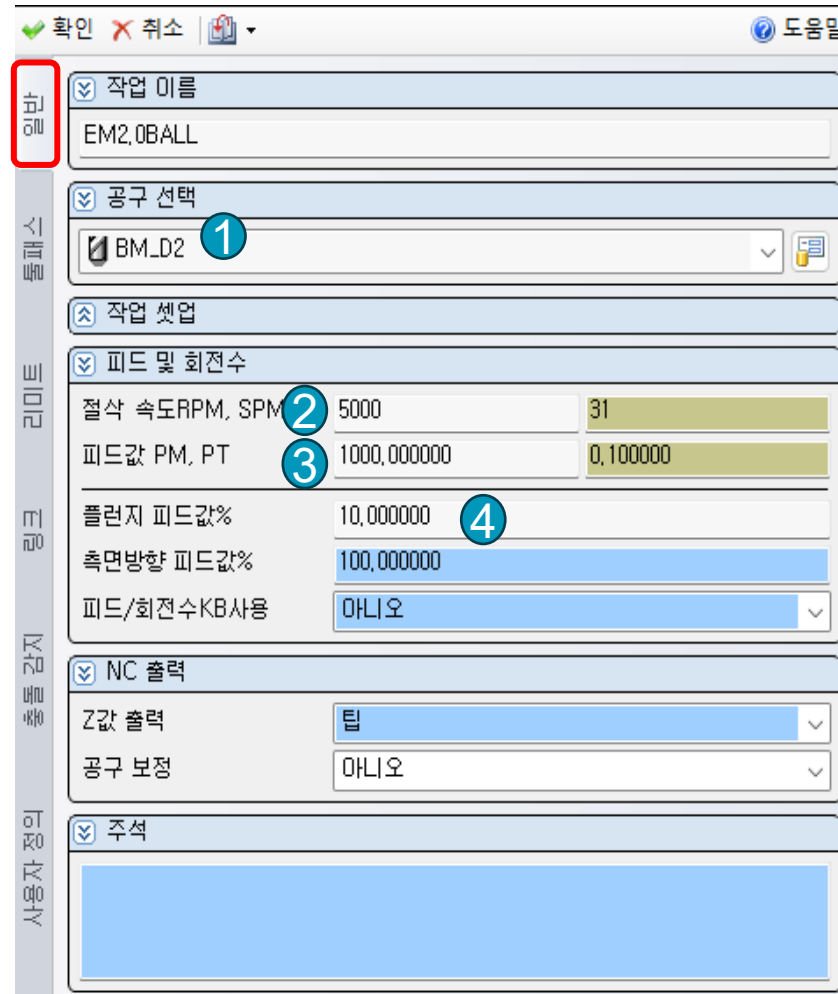 확인 취소 도움말
일반
툴패스
리미트
링크
충돌 감지
사용자 정의
작업 이름
EM2,0BALL
공구 선택
BM_D2 1
작업 셋업
피드 및 회전수
절삭 속도RPM, SPM 2 5000 31
피드값 PM, PT 3 1000,000000 0,100000
플런지 피드값% 10,000000 4
측면방향 피드값% 100,000000
피드/회전수KB사용 아니오
NC 출력
Z값 출력 팁
공구 보정 아니오
주석